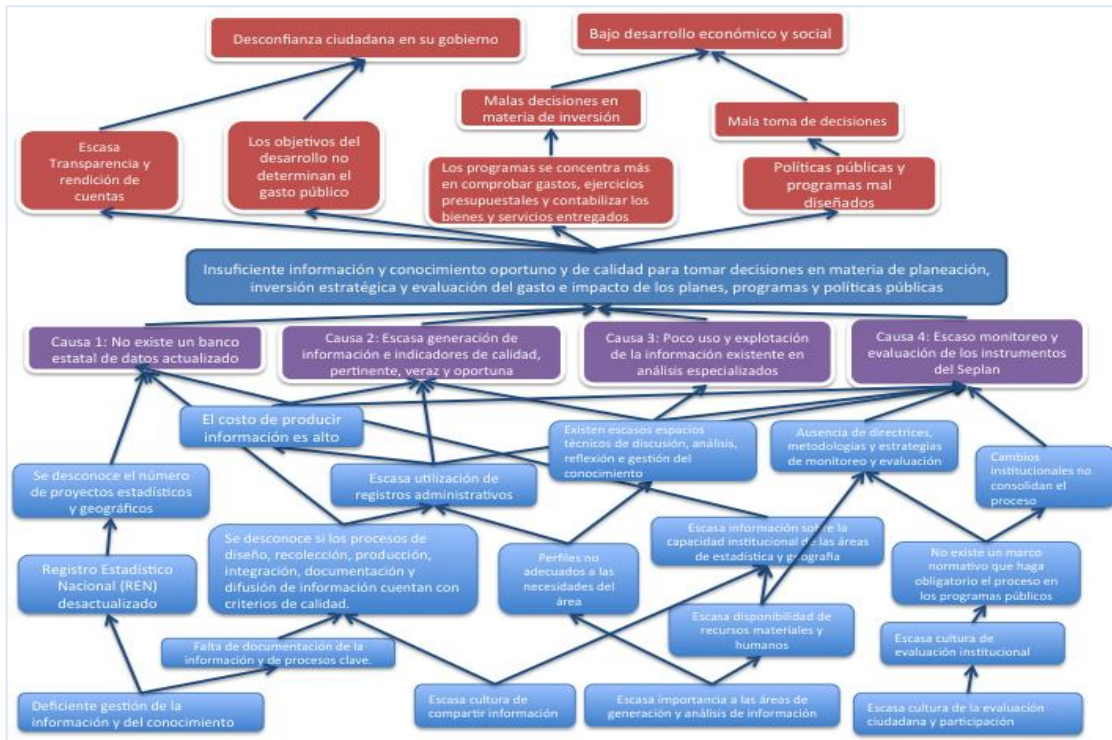 Desconfianza ciudadana en su gobierno
Bajo desarrollo económico y social
Malas decisiones en
materia de inversión
Mala toma de decisiones
Escasa
Transparencia y
rendición de
cuentas
Los objetivos del
desarrollo no
determinan el
gasto público
Los programas se concentra más
en comprobar gastos, ejercicios
presupuestales y contabilizar los
bienes y servicios entregados
Políticas públicas y
programas mal
diseñados
Insuficiente información y conocimiento oportuno y de calidad para tomar decisiones en materia de planeación,
inversión estratégica y evaluación del gasto e impacto de los planes, programas y políticas públicas
Causa 1: No existe un banco
estatal de datos actualizado
Causa 2: Escasa generación de
información e indicadores de calidad,
pertinente, veraz y oportuna
Causa 3: Poco uso y explotación
de la información existente en
análisis especializados
Causa 4: Escaso monitoreo y
evaluación de los instrumentos
del Seplan
El costo de producir
información es alto
Existen escasos espacios
técnicos de discusión, análisis,
reflexión e gestión del
conocimiento
Ausencia de directrices,
metodologías y estrategias
de monitoreo y evaluación
Cambios
institucionales no
consolidan el
proceso
Se desconoce el número
de proyectos estadísticos
y geográficos
Escasa utilización de
registros administrativos
Se desconoce si los procesos de
diseño, recolección, producción,
integración, documentación y
difusión de información cuentan con
criterios de calidad.
Perfiles no
adecuados a las
necesidades del
área
Escasa información sobre la
capacidad institucional de las áreas
de estadística y geografía
No existe un marco
normativo que haga
obligatorio el proceso en
los programas públicos
Registro Estadístico
Nacional (REN)
desactualizado
Escasa disponibilidad de
recursos materiales y
humanos
Falta de documentación de la
información y de procesos clave.
Escasa cultura de
evaluación institucional
Deficiente gestión de la
información y del conocimiento
Escasa cultura de
compartir información
Escasa importancia a las áreas de
generación y análisis de información
Escasa cultura de la evaluación
ciudadana y participación